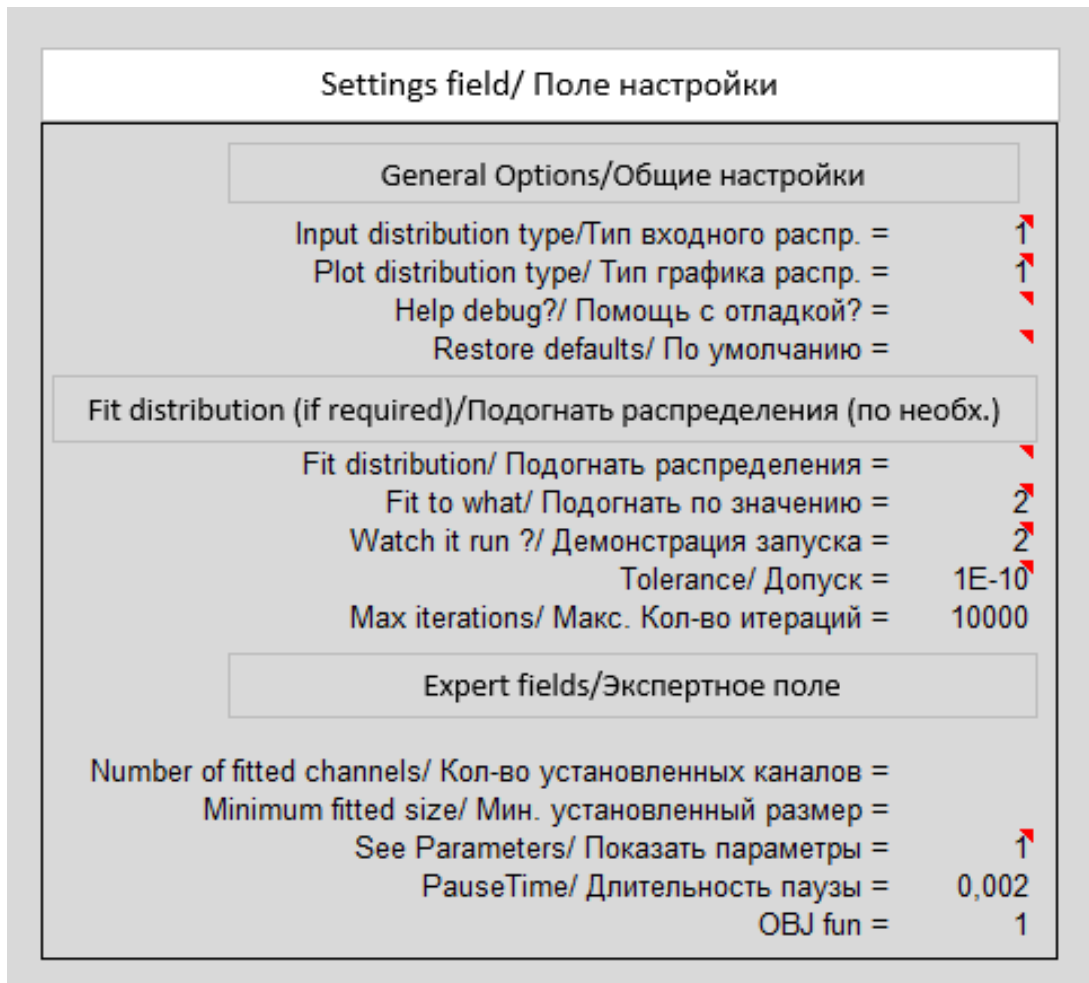 Settings field/ Поле настройки
General Options/Общие настройки
Input distribution type/Тип входного распр. = 1
Plot distribution type/ Тип графика распр. = 1
Help debug?/ Помощь с отладкой? =
Restore defaults/ По умолчанию =
Fit distribution (if required)/Подогнать распределения (по необх.)
Fit distribution/ Подогнать распределения =
Fit to what/ Подогнать по значению = 2
Watch it run ?/ Демонстрация запуска = 2
Tolerance/ Допуск = 1E-10
Max iterations/ Макс. Кол-во итераций = 10000
Expert fields/Экспертное поле
Number of fitted channels/ Кол-во установленных каналов =
Minimum fitted size/ Мин. установленный размер =
See Parameters/ Показать параметры = 1
PauseTime/ Длительность паузы = 0,002
OBJ fun = 1